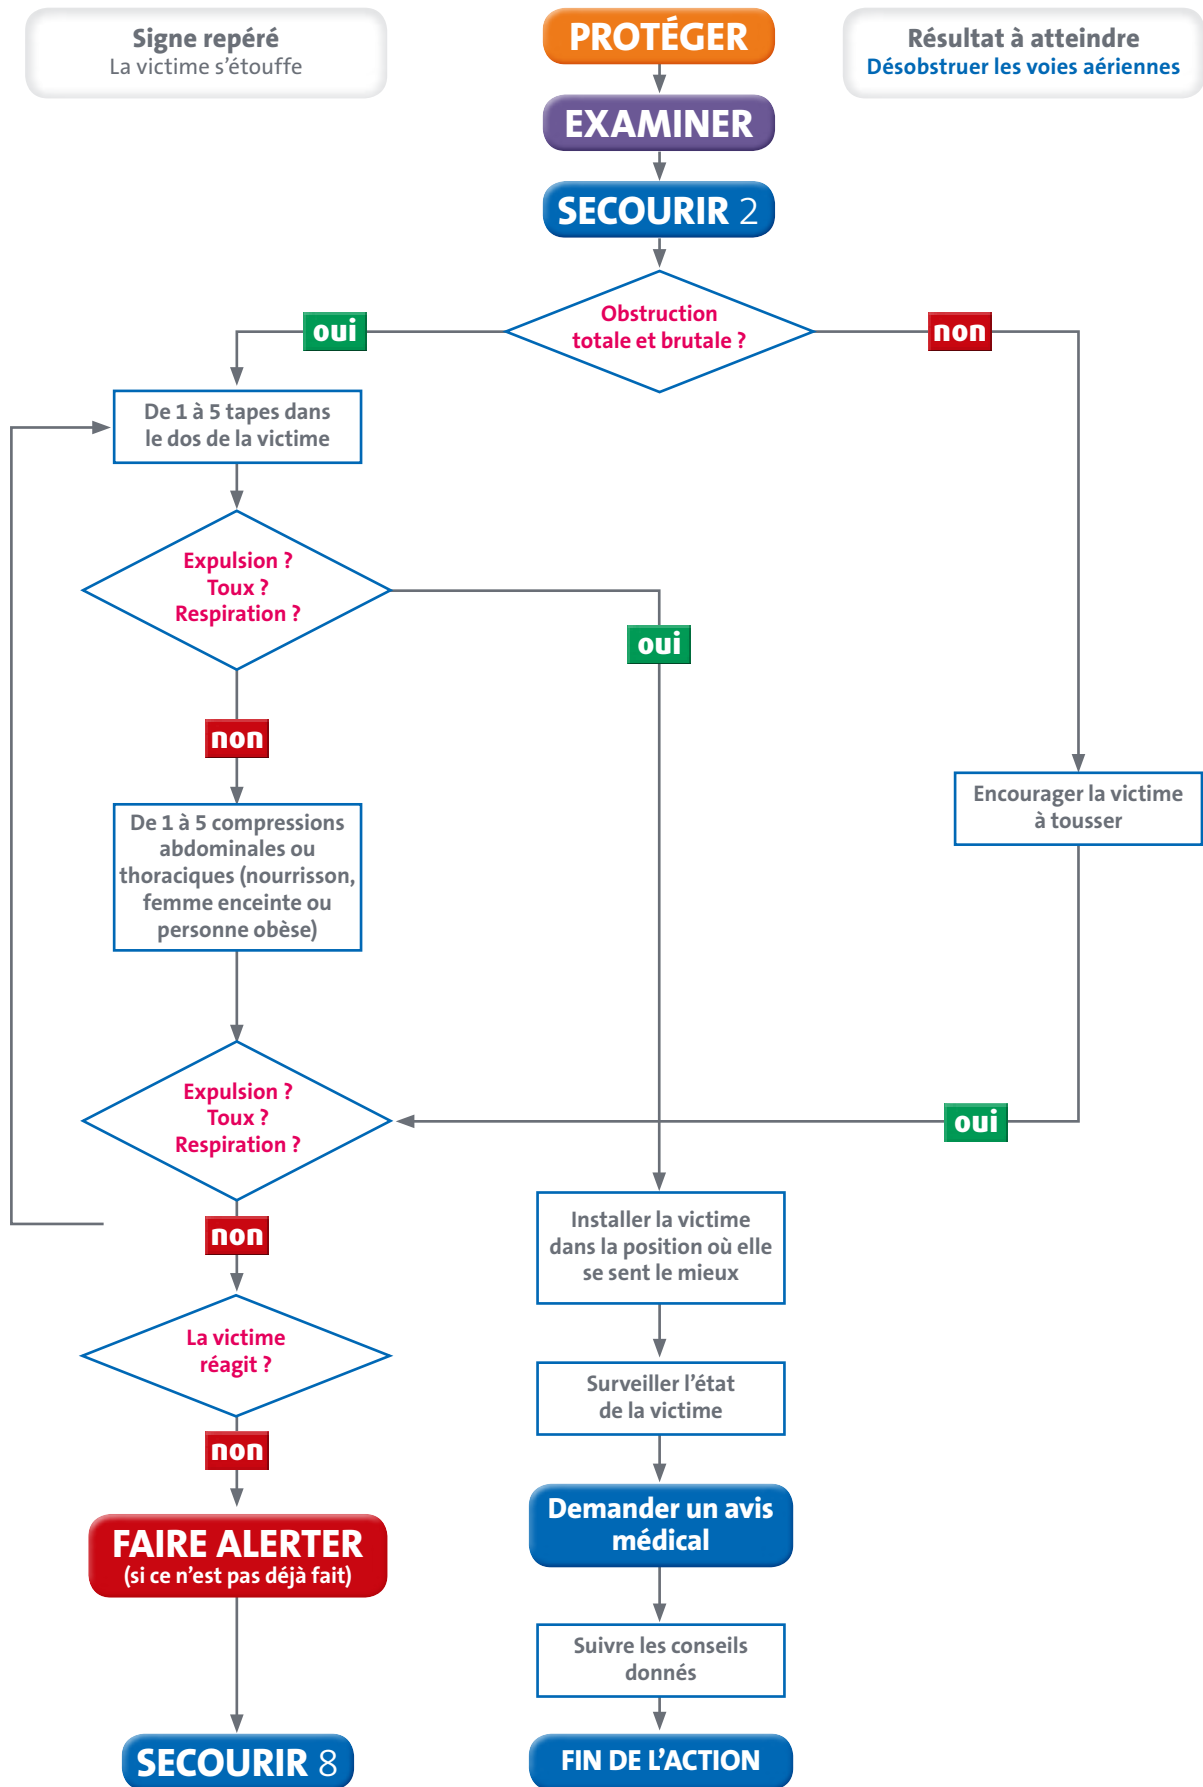 Signe repéré
La victime s'étouffe
PROTÉGER
Résultat à atteindre
Désobstruer les voies aériennes
EXAMINER
SECOURIR 2
Obstruction
totale et brutale ?
oui
non
De 1 à 5 tapes dans
le dos de la victime
Expulsion ?
Toux ?
Respiration ?
oui
non
De 1 à 5 compressions
abdominales ou
thoraciques (nourrisson,
femme enceinte ou
personne obèse)
Encourager la victime
à tousser
Expulsion ?
Toux ?
Respiration ?
oui
non
Installer la victime
dans la position où elle
se sent le mieux
La victime
réagit ?
Surveiller l'état
de la victime
non
Demander un avis
médical
FAIRE ALERTER
(si ce n'est pas déjà fait)
Suivre les conseils
donnés
SECOURIR 8
FIN DE L'ACTION